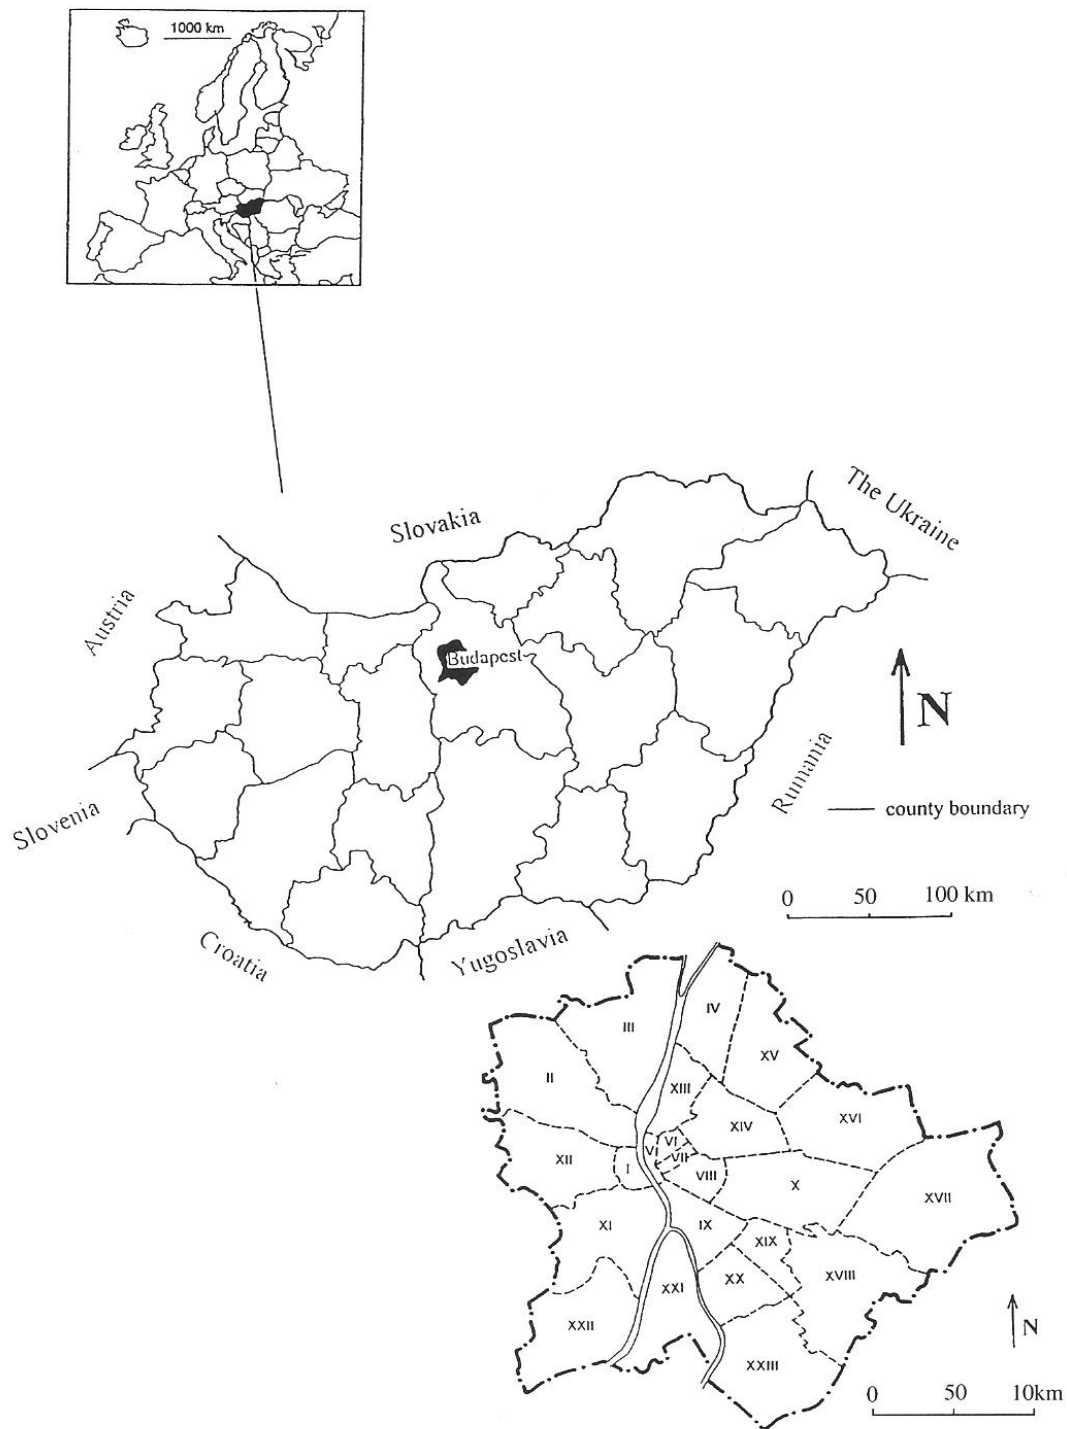 1000 km
Slovakia
The Ukraine
Austria
Budapest
N
Rumania
Slovenia
county boundary
0 50 100 km
Croatia
Yugoslavia
III
IV
XV
II
XIII
XIV
XVI
V
VI
VII
VIII
XII
I
X
XVII
XI
IX
XIX
XX
XVIII
XXI
XXII
XXIII
N
0 50 10km